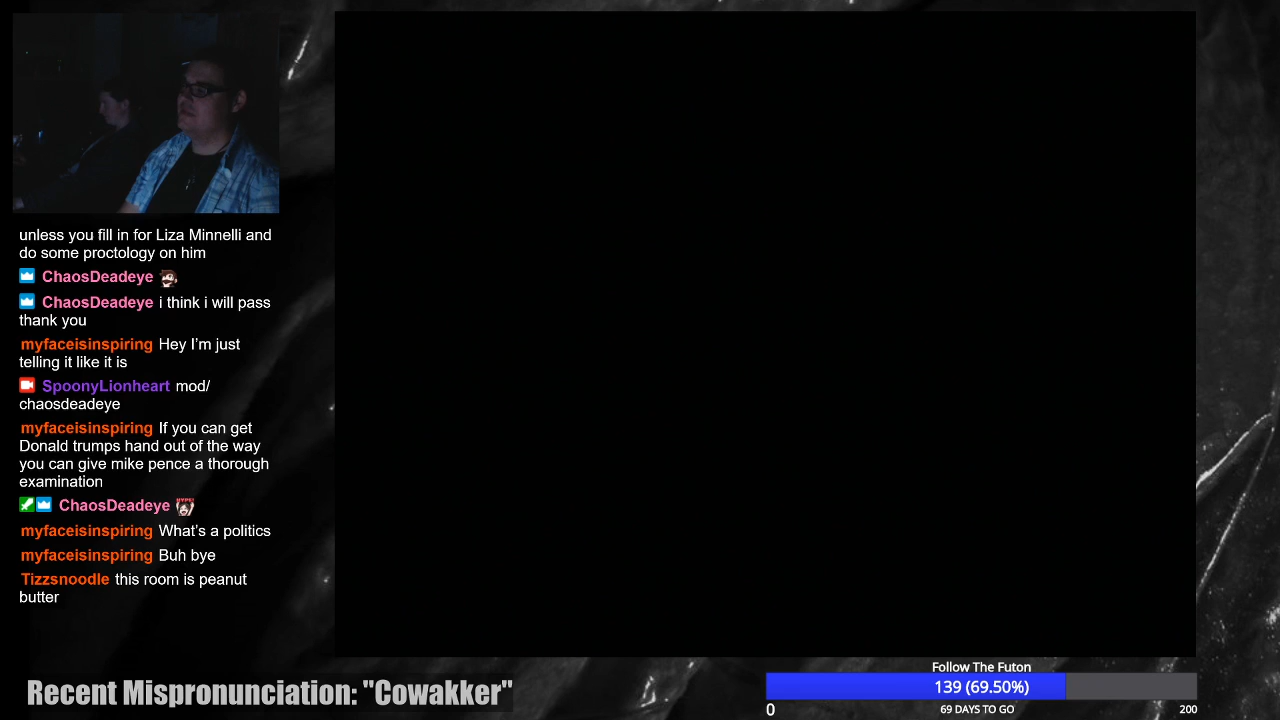 unless you fill in for Liza Minnelli and
do some proctology on him
ChaosDeadeye
ChaosDeadeye i think i will pass
thank you
myfaceisinspiring Hey I'm just
telling it like it is
SpoonyLionheart mod/
chaosdeadeye
myfaceisinspiring If you can get
Donald trumps hand out of the way
you can give mike pence a thorough
examination
ChaosDeadeye HYPE!
myfaceisinspiring What's a politics
myfaceisinspiring Buh bye
Tizzsnoodle this room is peanut
butter
Recent Mispronunciation: "Cowakker"
Follow The Futon
139 (69.50%)
0 69 DAYS TO GO 200